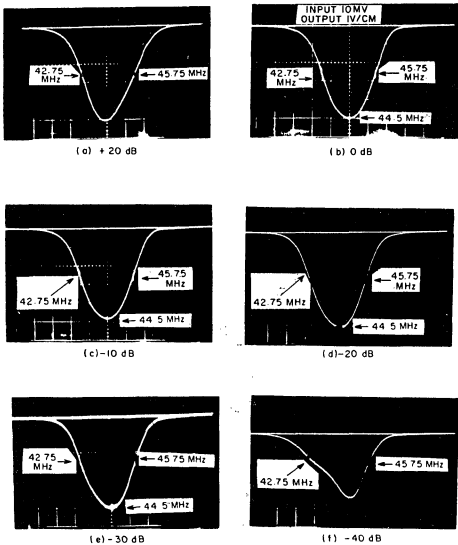 42.75
MHz
45.75 MHz
(a) +20 dB
INPUT 10MV
OUTPUT 1V/CM
42.75
MHz
45.75
MHz
44.5 MHz
(b) 0 dB
42.75 MHz
45.75
MHz
44.5 MHz
(c) -10 dB
42.75 MHz
45.75
MHz
44.5 MHz
(d) -20 dB
42.75
MHz
45.75 MHz
44.5 MHz
(e) -30 dB
42.75 MHz
45.75 MHz
(f) -40 dB